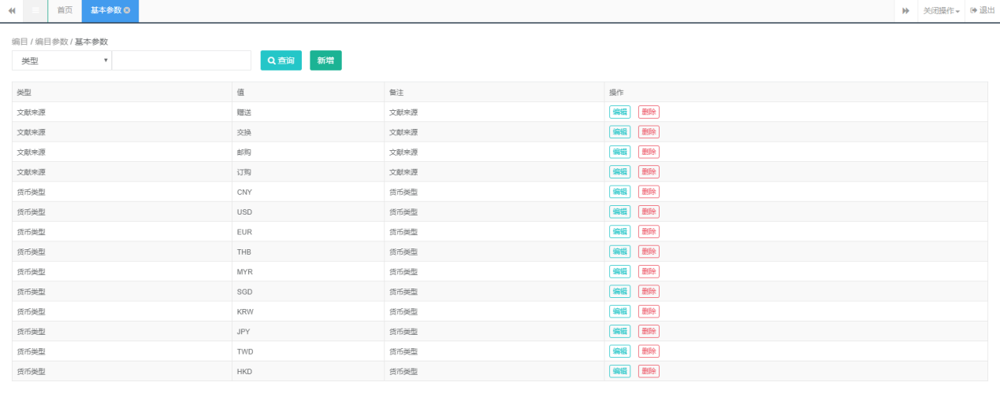 首页 基本参数 关闭操作 退出
编目 / 编目参数 / 基本参数
类型 查询 新增
类型 值 备注 操作
文献来源 赠送 文献来源 编辑 删除
文献来源 交换 文献来源 编辑 删除
文献来源 邮购 文献来源 编辑 删除
文献来源 订购 文献来源 编辑 删除
货币类型 CNY 货币类型 编辑 删除
货币类型 USD 货币类型 编辑 删除
货币类型 EUR 货币类型 编辑 删除
货币类型 THB 货币类型 编辑 删除
货币类型 MYR 货币类型 编辑 删除
货币类型 SGD 货币类型 编辑 删除
货币类型 KRW 货币类型 编辑 删除
货币类型 JPY 货币类型 编辑 删除
货币类型 TWD 货币类型 编辑 删除
货币类型 HKD 货币类型 编辑 删除